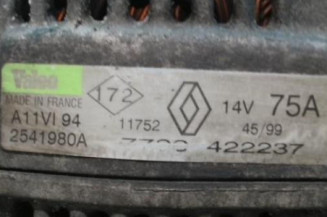 Valeo
MADE IN FRANCE
172
A11VI 94
11752
14V 75A
2541980A
45/99
422237